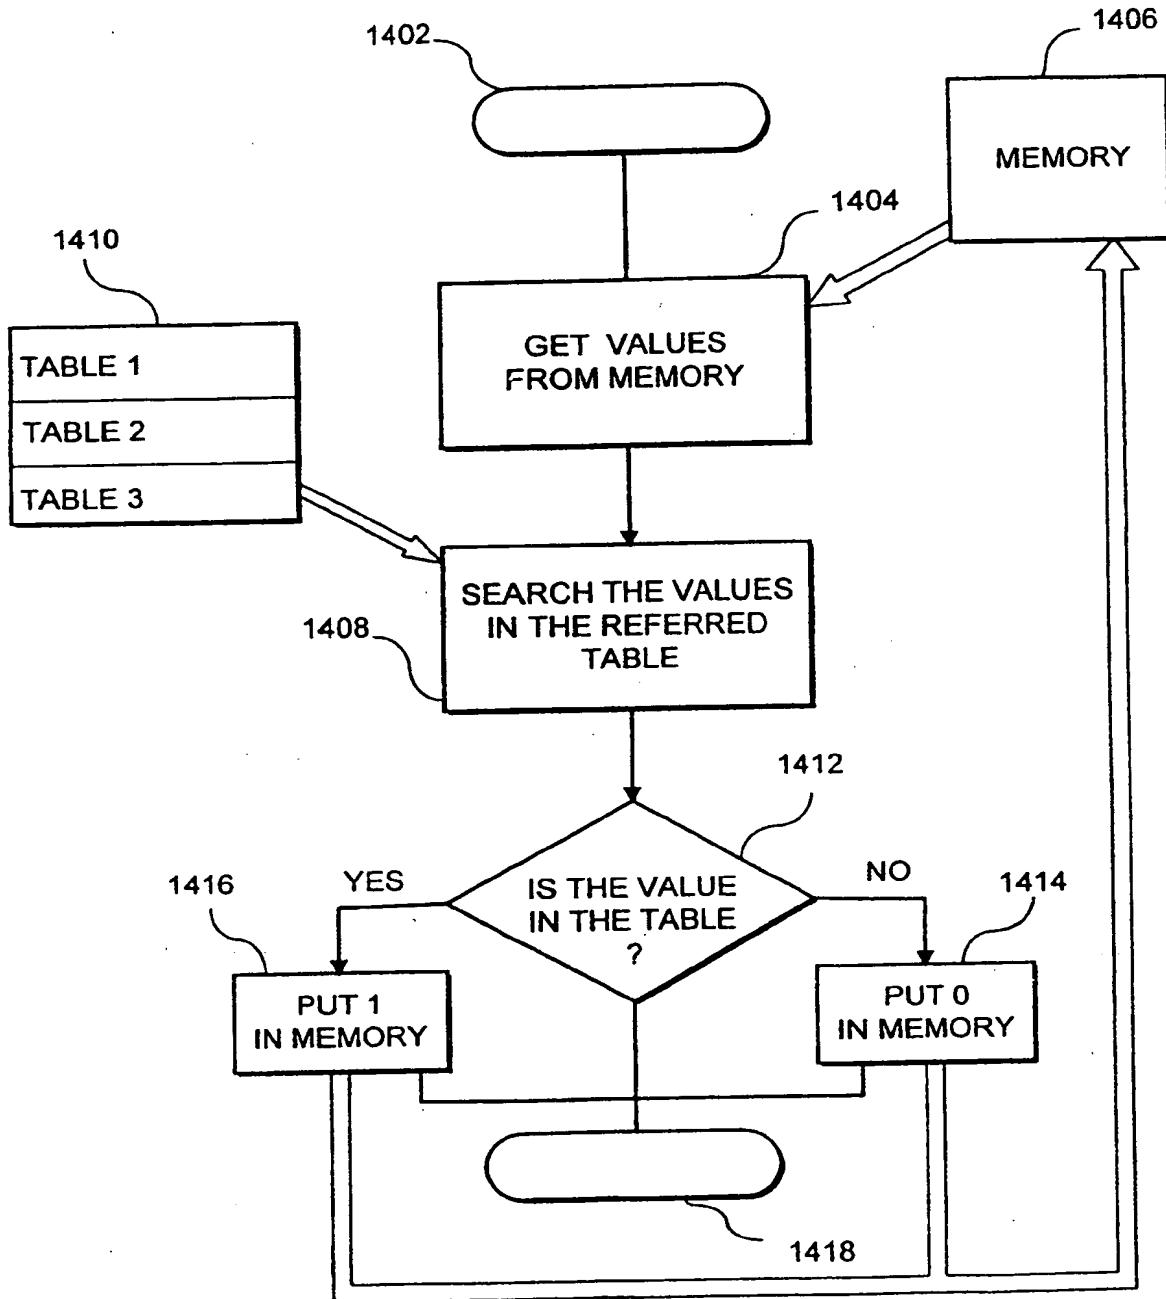 1402
1406
MEMORY
1404
1410
GET VALUES
FROM MEMORY
TABLE 1
TABLE 2
TABLE 3
SEARCH THE VALUES
IN THE REFERRED
TABLE
1408
1412
YES
NO
IS THE VALUE
IN THE TABLE
?
1416
1414
PUT 1
IN MEMORY
PUT 0
IN MEMORY
1418